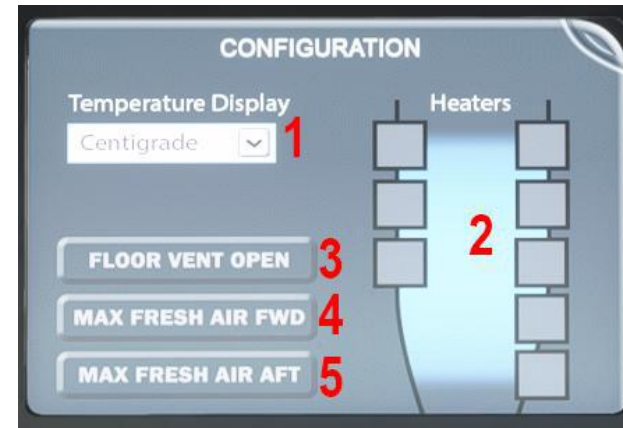 CONFIGURATION
Temperature Display
Heaters
Centigrade
1
2
FLOOR VENT OPEN
3
MAX FRESH AIR FWD
4
MAX FRESH AIR AFT
5